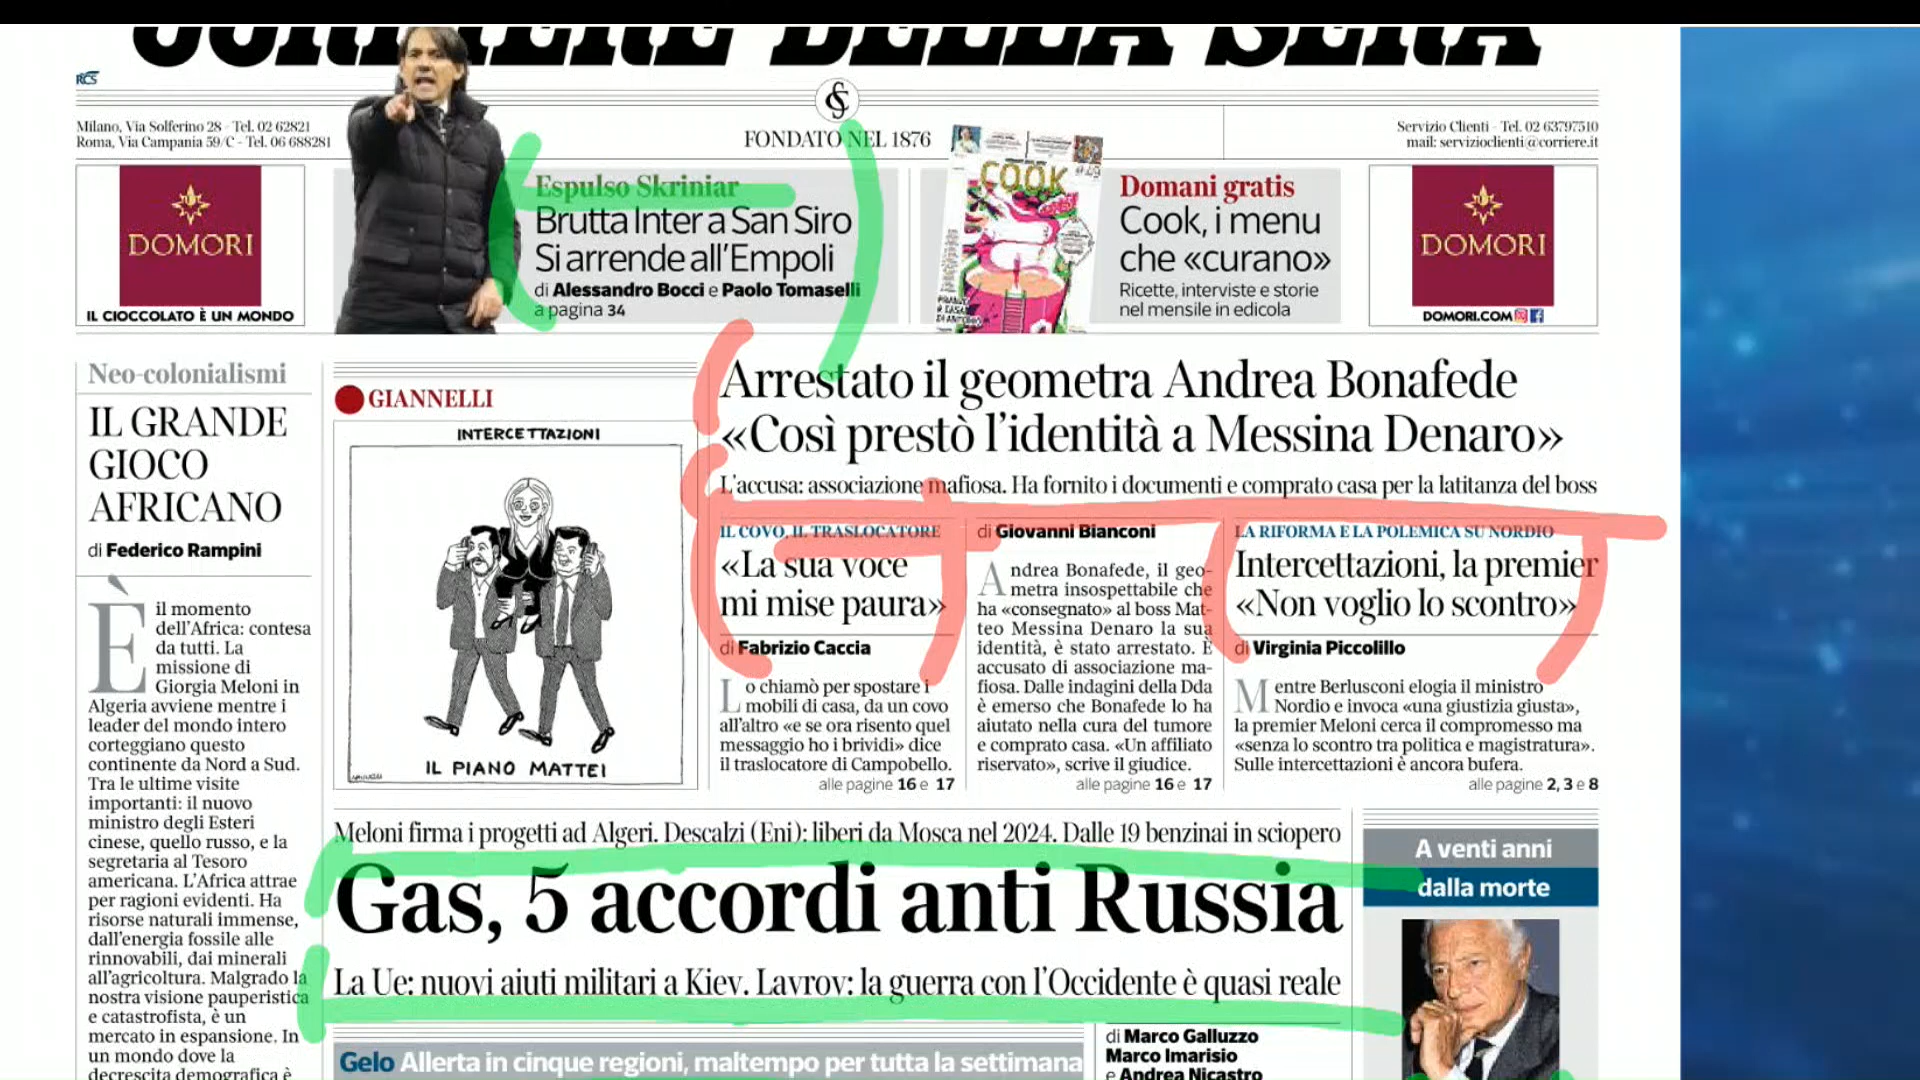 CORRIERE DELLA SERA
RCS
Milano, Via Solferino 28 - Tel. 02 62821
Roma, Via Campania 59/C - Tel. 06 688281
FONDATO NEL 1876
Servizio Clienti - Tel. 02 63797510
mail: servizioclienti@corriere.it
DOMORI
IL CIOCCOLATO È UN MONDO
Espulso Skriniar
Brutta Inter a San Siro
Si arrende all'Empoli
di Alessandro Bocci e Paolo Tomaselli
a pagina 34
COOK
Domani gratis
Cook, i menu
che «curano»
Ricette, interviste e storie
nel mensile in edicola
DOMORI
DOMORI.COM
Neo-colonialismi
IL GRANDE
GIOCO
AFRICANO
di Federico Rampini
È il momento
dell'Africa: contesa
da tutti. La
missione di
Giorgia Meloni in
Algeria avviene mentre i
leader del mondo intero
corteggiano questo
continente da Nord a Sud.
Tra le ultime visite
importanti: il nuovo
ministro degli Esteri
cinese, quello russo, e la
segretaria al Tesoro
americana. L'Africa attrae
per ragioni evidenti. Ha
risorse naturali immense,
dall'energia fossile alle
rinnovabili, dai minerali
all'agricoltura. Malgrado la
nostra visione pauperistica
e catastrofista, è un
mercato in espansione. In
un mondo dove la
decrescita demografica è
GIANNELLI
INTERCETTAZIONI
IL PIANO MATTEI
Arrestato il geometra Andrea Bonafede
«Così prestò l'identità a Messina Denaro»
L'accusa: associazione mafiosa. Ha fornito i documenti e comprato casa per la latitanza del boss
IL COVO, IL TRASLOCATORE
«La sua voce
mi mise paura»
di Fabrizio Caccia
Lo chiamò per spostare i
mobili di casa, da un covo
all'altro «e se ora risento quel
messaggio ho i brividi» dice
il traslocatore di Campobello.
alle pagine 16 e 17
di Giovanni Bianconi
Andrea Bonafede, il geo-
metra insospettabile che
ha «consegnato» al boss Mat-
teo Messina Denaro la sua
identità, è stato arrestato. È
accusato di associazione ma-
fiosa. Dalle indagini della Dda
è emerso che Bonafede lo ha
aiutato nella cura del tumore
e comprato casa. «Un affiliato
riservato», scrive il giudice.
alle pagine 16 e 17
LA RIFORMA E LA POLEMICA SU NORDIO
Intercettazioni, la premier
«Non voglio lo scontro»
di Virginia Piccolillo
Mentre Berlusconi elogia il ministro
Nordio e invoca «una giustizia giusta»,
la premier Meloni cerca il compromesso ma
«senza lo scontro tra politica e magistratura».
Sulle intercettazioni è ancora bufera.
alle pagine 2, 3 e 8
Meloni firma i progetti ad Algeri. Descalzi (Eni): liberi da Mosca nel 2024. Dalle 19 benzinai in sciopero
Gas, 5 accordi anti Russia
La Ue: nuovi aiuti militari a Kiev. Lavrov: la guerra con l'Occidente è quasi reale
Gelo Allerta in cinque regioni, maltempo per tutta la settimana
di Marco Galluzzo
Marco Imarisio
e Andrea Nicastro
A venti anni
dalla morte